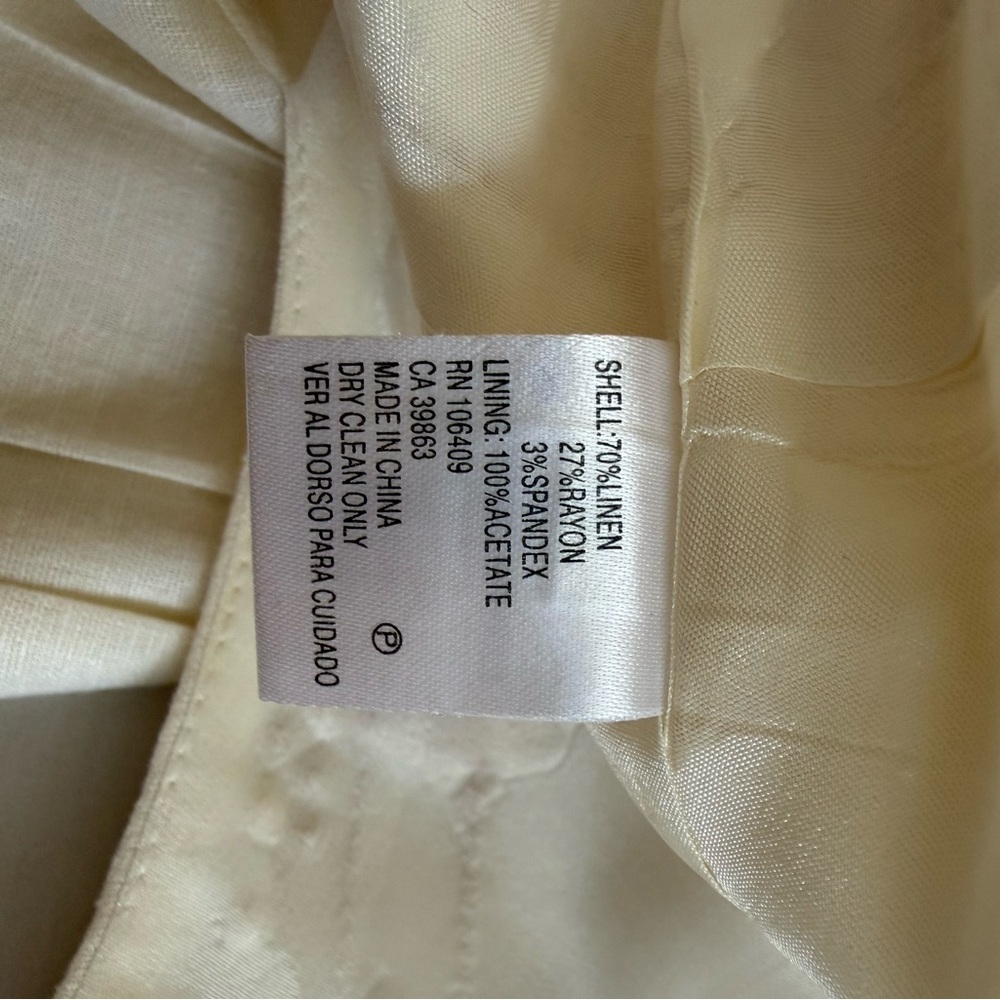 SHELL:70%LINEN
27%RAYON
3%SPANDEX
LINING: 100%ACETATE
RN 106409
CA 39863
MADE IN CHINA
DRY CLEAN ONLY
P
VER AL DORSO PARA CUIDADO